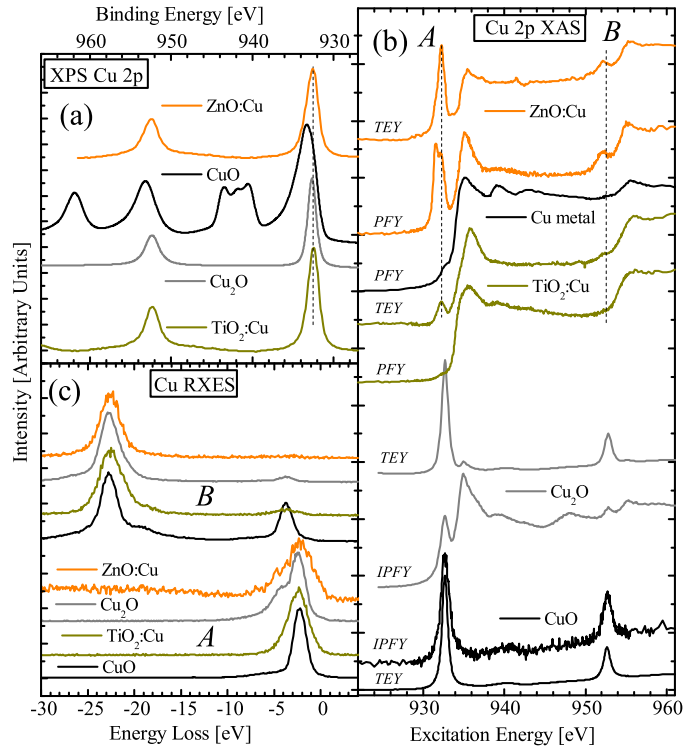 Binding Energy [eV]
960 950 940
XPS Cu 2p
(a)
ZnO:Cu
CuO
Cu2O
TiO2:Cu
Intensity [Arbitrary Units]
(c)
Cu RXES
B
ZnO:Cu
Cu2O
TiO2:Cu
A
CuO
-30 -25 -20 -15 -10 -5 0
Energy Loss [eV]
(b)
A
Cu 2p XAS
B
TEY
ZnO:Cu
PFY
Cu metal
PFY
TEY
TiO2:Cu
PFY
TEY
Cu2O
IPFY
IPFY
CuO
TEY
930 940 950 960
Excitation Energy [eV]